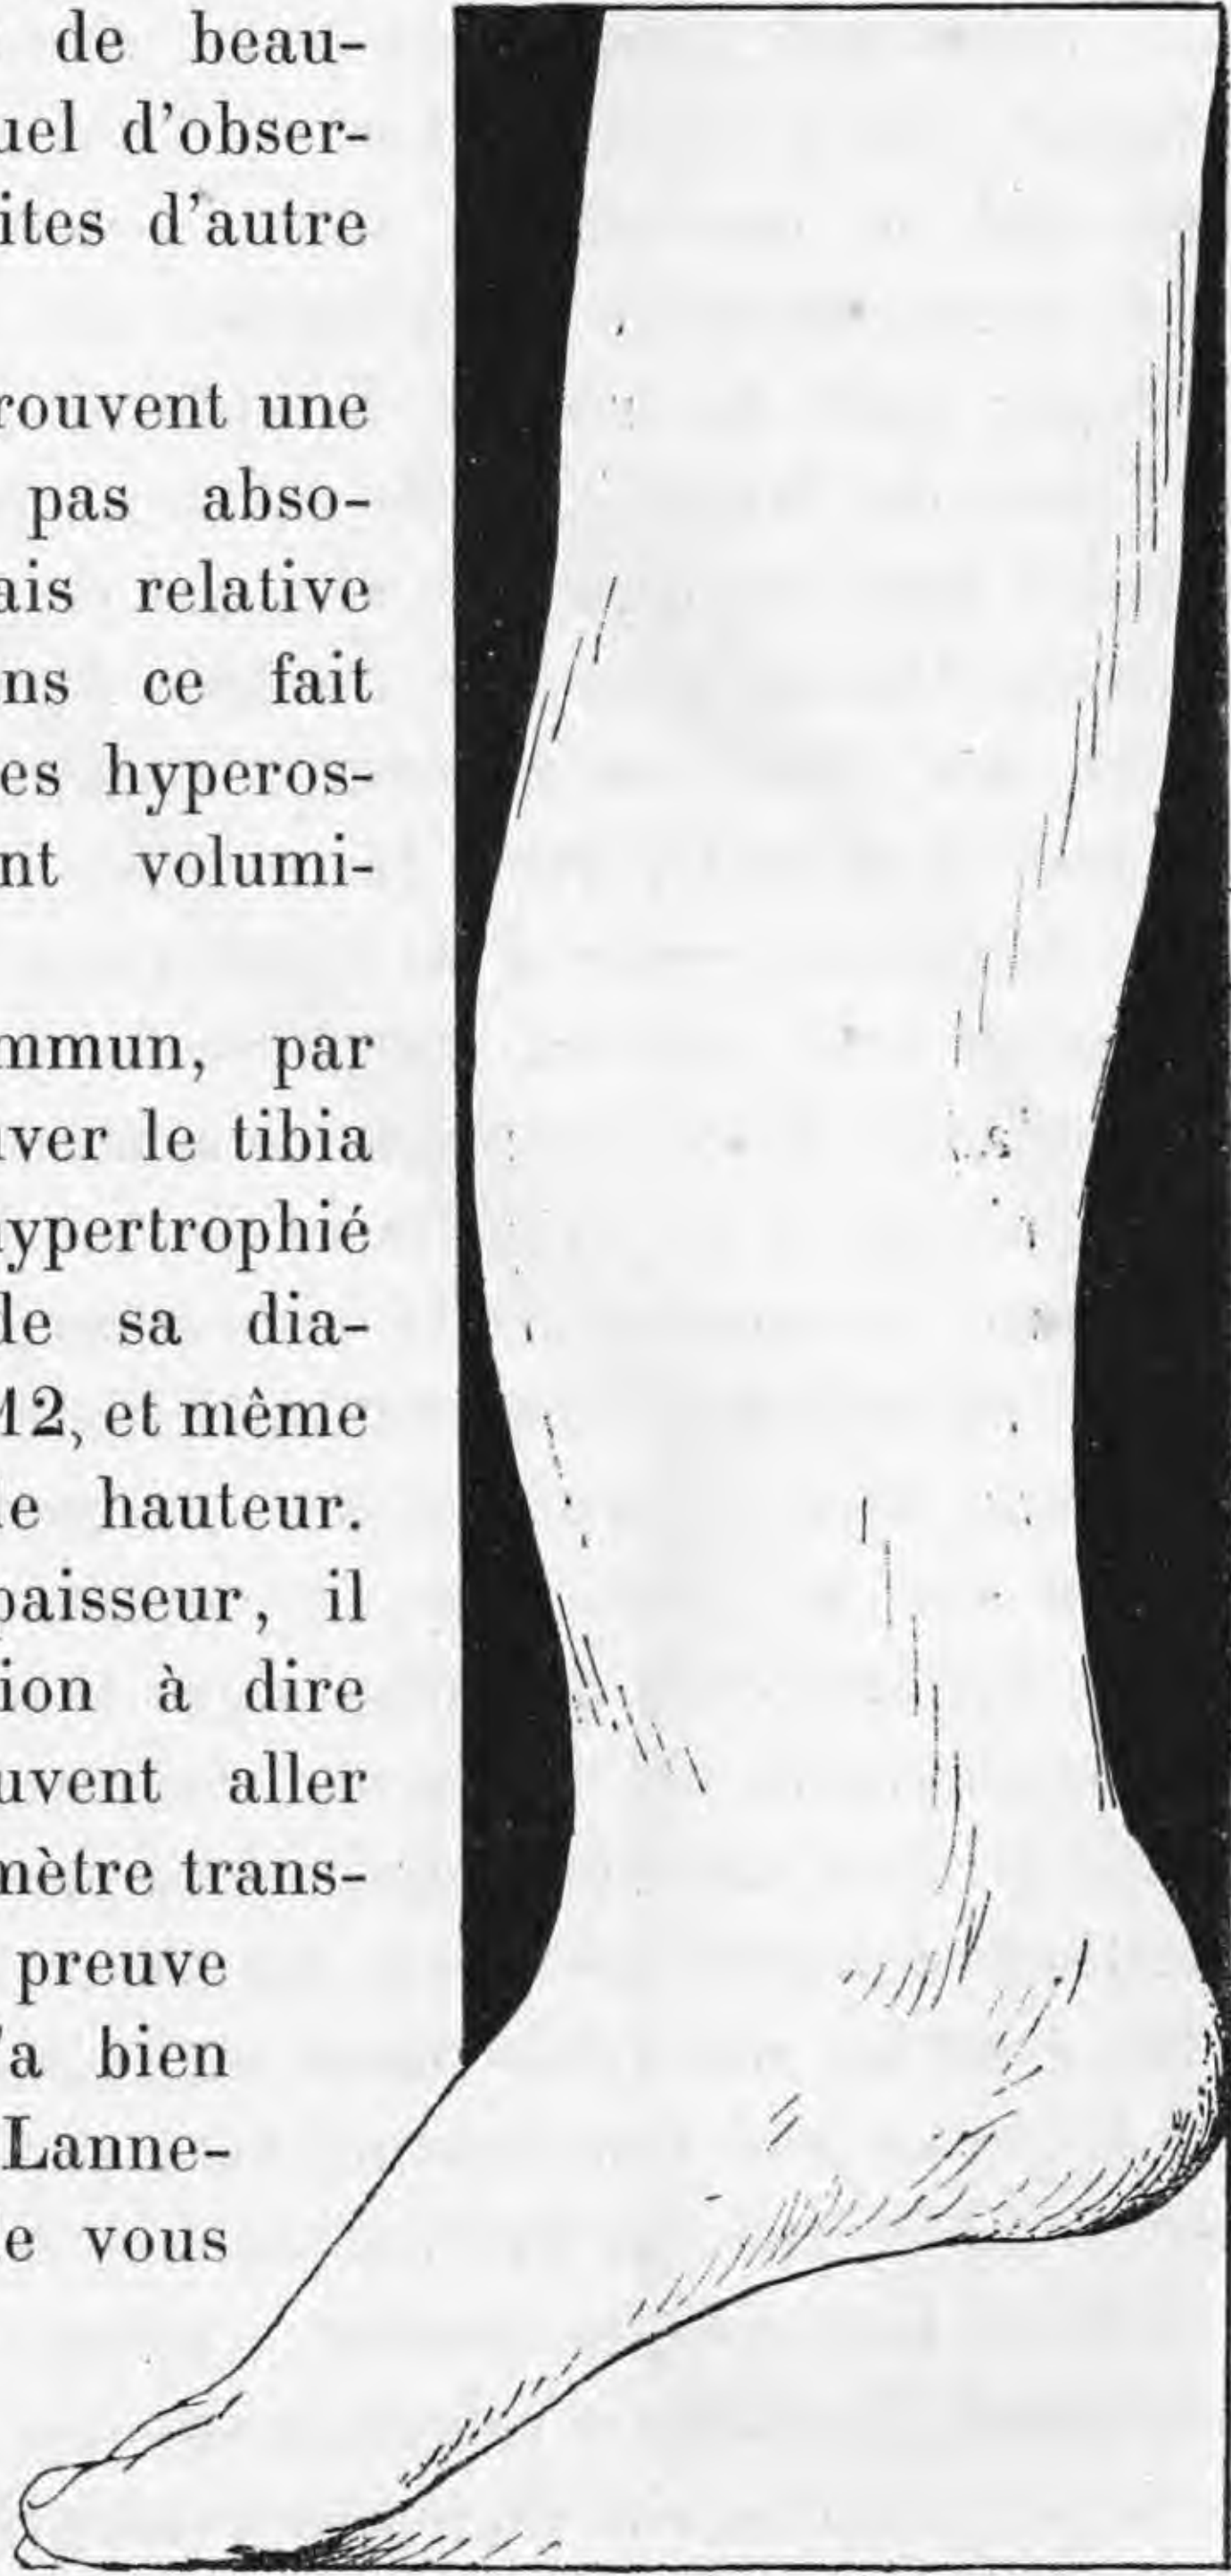 de beau-
uel d'obser-
ites d'autre
rouvent une
pas abso-
ais relative
ns ce fait
es hyperos-
nt volumi-
mmun, par
ver le tibia
ypertrophié
de sa dia-
12, et même
le hauteur.
paisseur, il
ion à dire
uvent aller
mètre trans-
preuve
'a bien
Lanne-
e vous